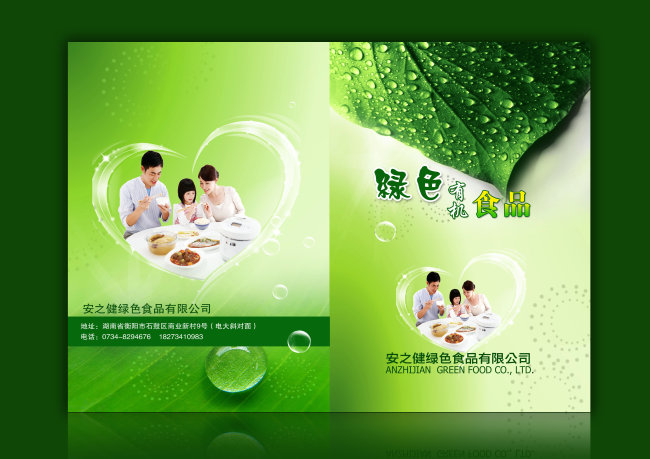 安之健绿色食品有限公司
地址：湖南省衡阳市石鼓区商业新村9号（电大斜对面）
电话：0734-8294676 18273410983
绿色有机食品
安之健绿色食品有限公司
ANZHIJIAN GREEN FOOD CO., LTD.